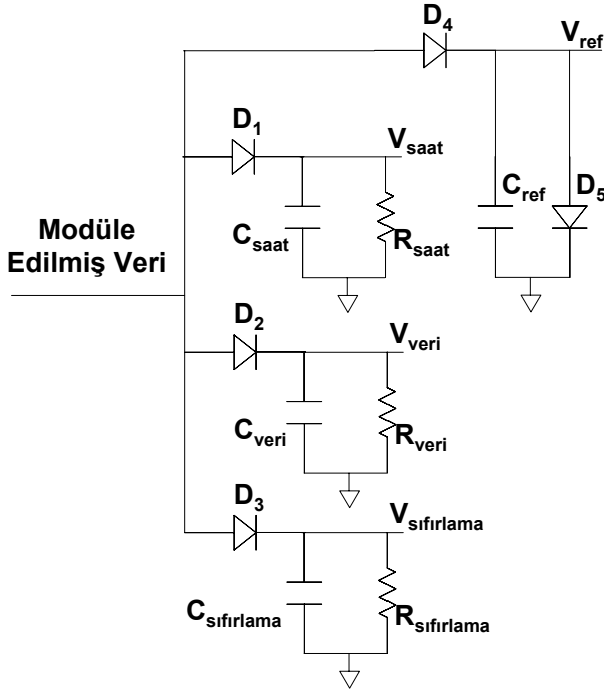 D4
Vref
D1
Vsaat
Cref
D5
Csaat
Rsaat
Modüle
Edilmiş Veri
D2
Vveri
Cveri
Rveri
D3
Vsıfırlama
Csıfırlama
Rsıfırlama